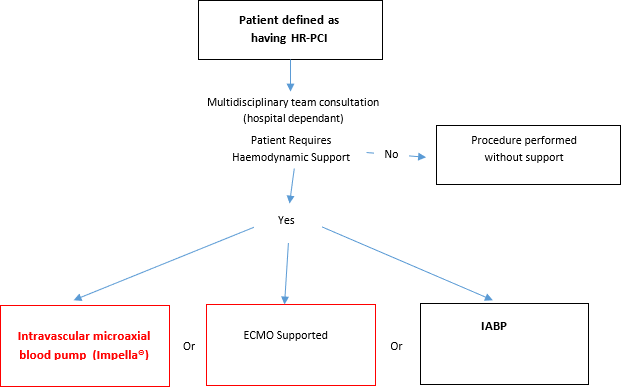 Patient defined as
having HR-PCI
Multidisciplinary team consultation
(hospital dependant)
Patient Requires
Haemodynamic Support
No
Procedure performed
without support
Yes
Intravascular microaxial
blood pump (Impella®)
Or
ECMO Supported
Or
IABP